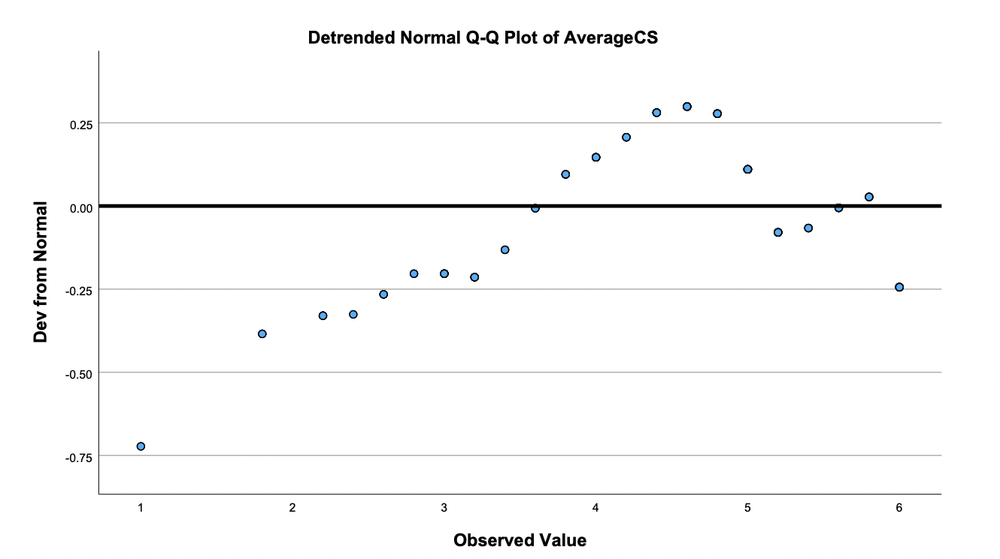 Detrended Normal Q-Q Plot of AverageCS
0.25
0.00
-0.25
-0.50
-0.75
Dev from Normal
1 2 3 4 5 6
Observed Value